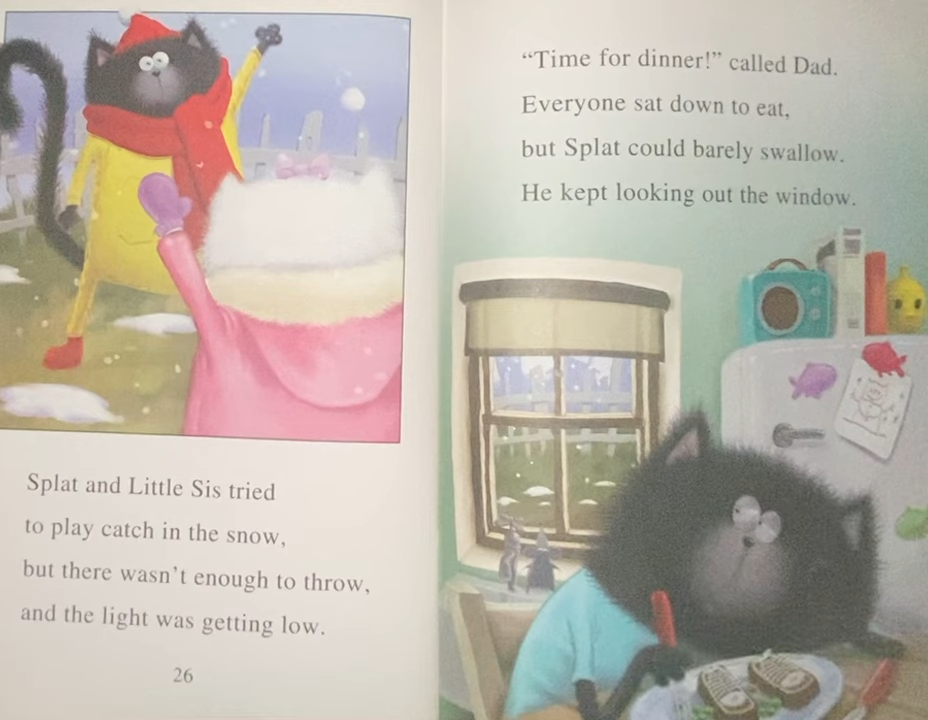 Splat and Little Sis tried
to play catch in the snow,
but there wasn't enough to throw,
and the light was getting low.
26
“Time for dinner!” called Dad.
Everyone sat down to eat,
but Splat could barely swallow.
He kept looking out the window.